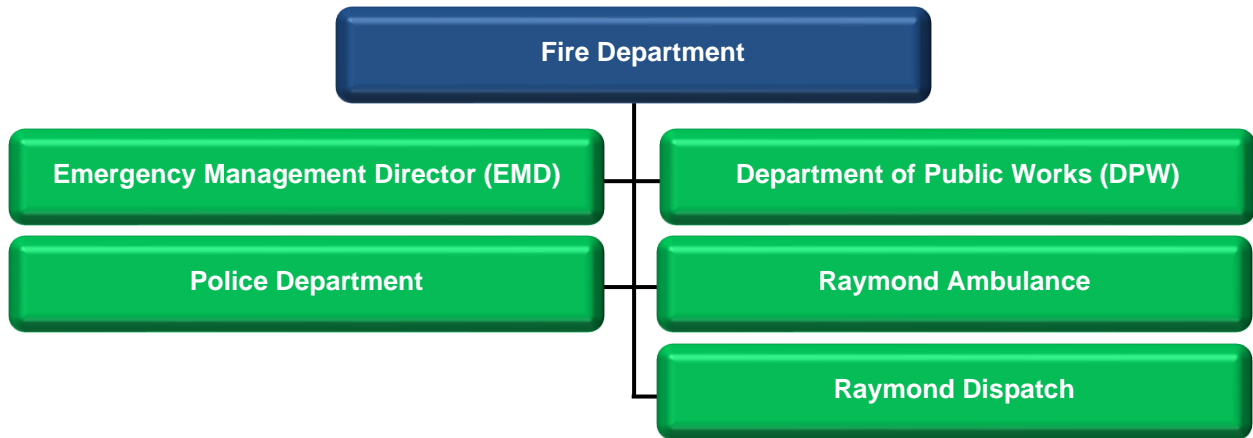 Fire Department
Emergency Management Director (EMD)
Department of Public Works (DPW)
Police Department
Raymond Ambulance
Raymond Dispatch